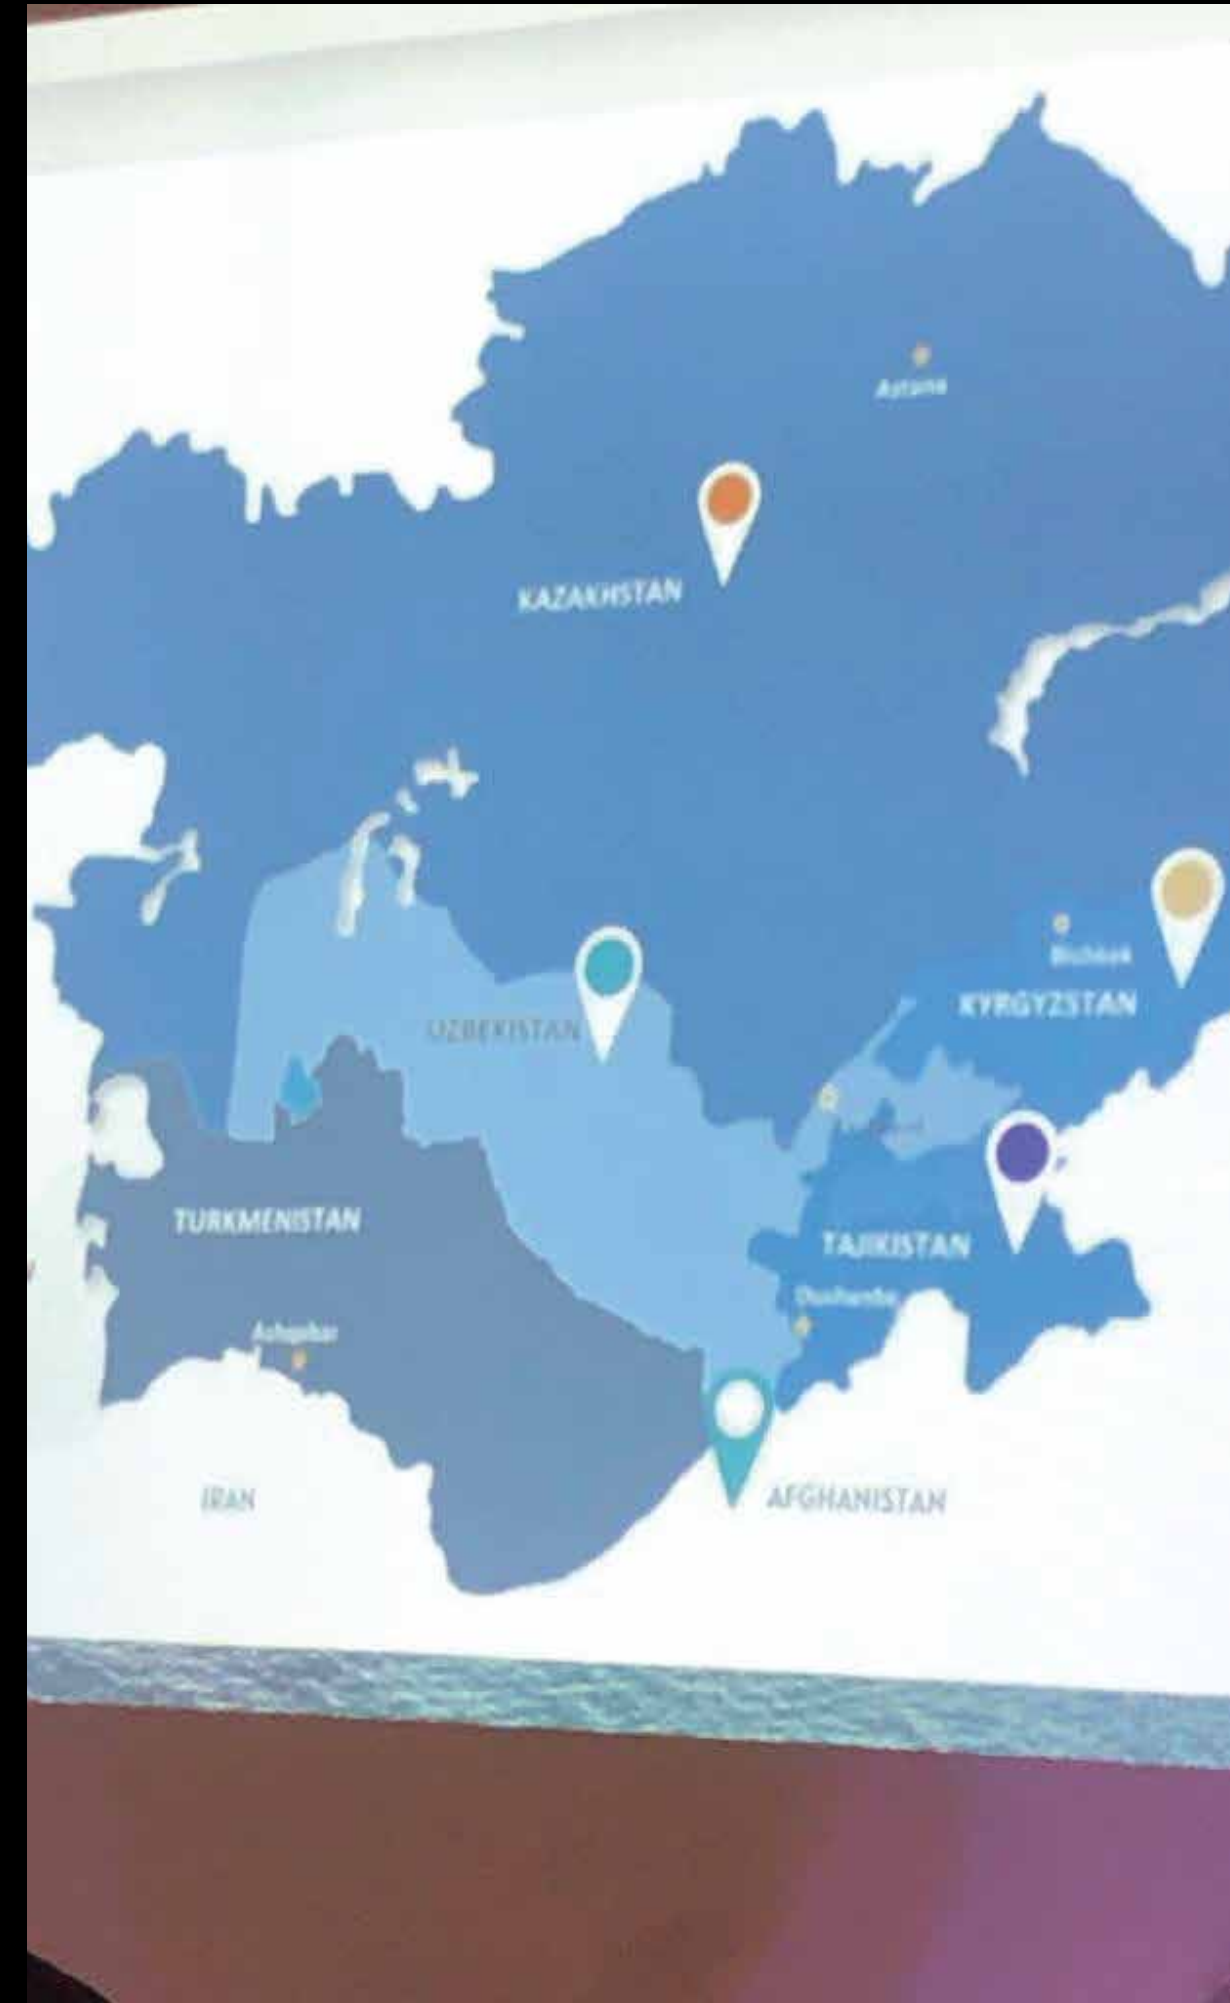 Astana
KAZAKHSTAN
Bishkek
KYRGYZSTAN
UZBEKISTAN
TURKMENISTAN
TAJIKISTAN
Dushanbe
Ashgabat
IRAN
AFGHANISTAN